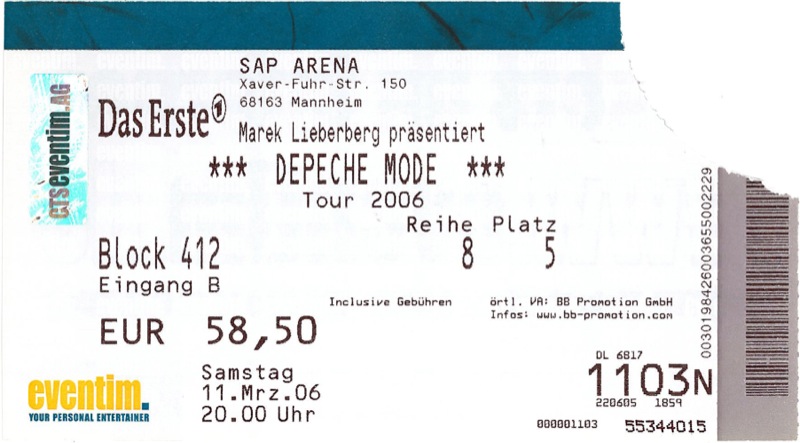 SAP ARENA
Xaver-Fuhr-Str. 150
68163 Mannheim
CTSeventim.AG
Das Erste
Marek Lieberberg präsentiert
*** DEPECHE MODE ***
Tour 2006
Reihe Platz
Block 412 8 5
Eingang B
Inclusive Gebühren
örtl. VA: BB Promotion GmbH
Infos: www.bb-promotion.com
EUR 58,50
Samstag
11.Mrz.06
20.00 Uhr
eventim.
YOUR PERSONAL ENTERTAINER
DL 6817
1103N
220605 1859
000001103 55344015
0030198426003655002229